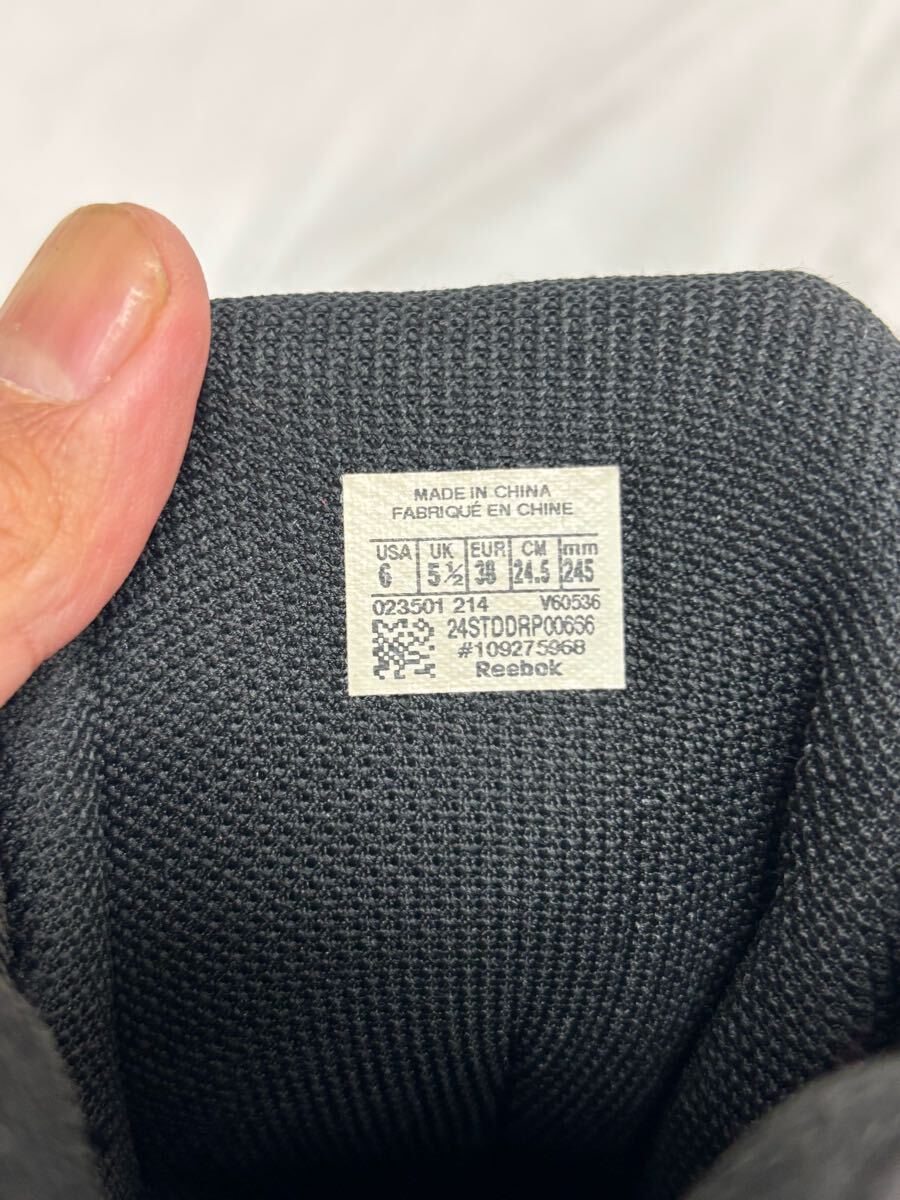 MADE IN CHINA
FABRIQUÉ EN CHINE
USA UK EUR CM mm
6 5½ 38 24.5 245
023501 214 V60536
24STDDRP00656
#109275968
Reebok